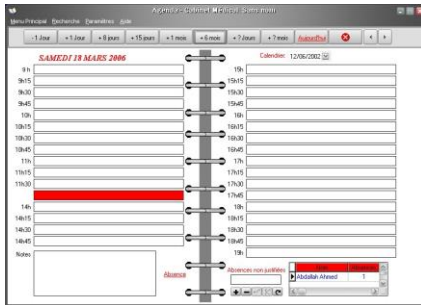 Agenda - Cabinet Médical Sans nom
Menu Principal Recherche Paramètres Aide
- 1 Jour + 1 Jour + 8 jours + 15 jours + 1 mois + 6 mois + ? Jours + ? mois Aujourd'hui
SAMEDI 18 MARS 2006
Calendrier: 12/06/2002
9 h
9h15
9h30
9h45
10h
10h15
10h30
10h45
11h
11h15
11h30
14h
14h15
14h30
14h45
Notes
Absence
15h
15h15
15h30
15h45
16h
16h15
16h30
16h45
17h
17h15
17h30
17h45
18h
18h15
18h30
18h45
19h
Absences non justifiées
Abdallah Ahmed 1